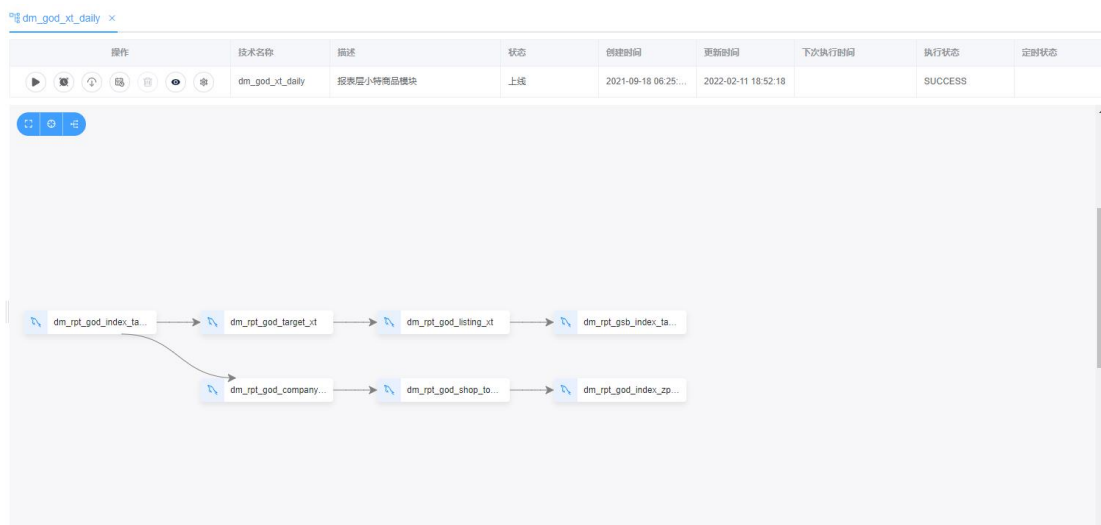 dm_god_xt_daily ×
操作 技术名称 描述 状态 创建时间 更新时间 下次执行时间 执行状态 定时状态
dm_god_xt_daily 报表层小特商品模块 上线 2021-09-18 06:25:... 2022-02-11 18:52:18 SUCCESS
dm_rpt_god_index_ta... dm_rpt_god_target_xt dm_rpt_god_listing_xt dm_rpt_gsb_index_ta...
dm_rpt_god_company... dm_rpt_god_shop_to... dm_rpt_god_index_zp...